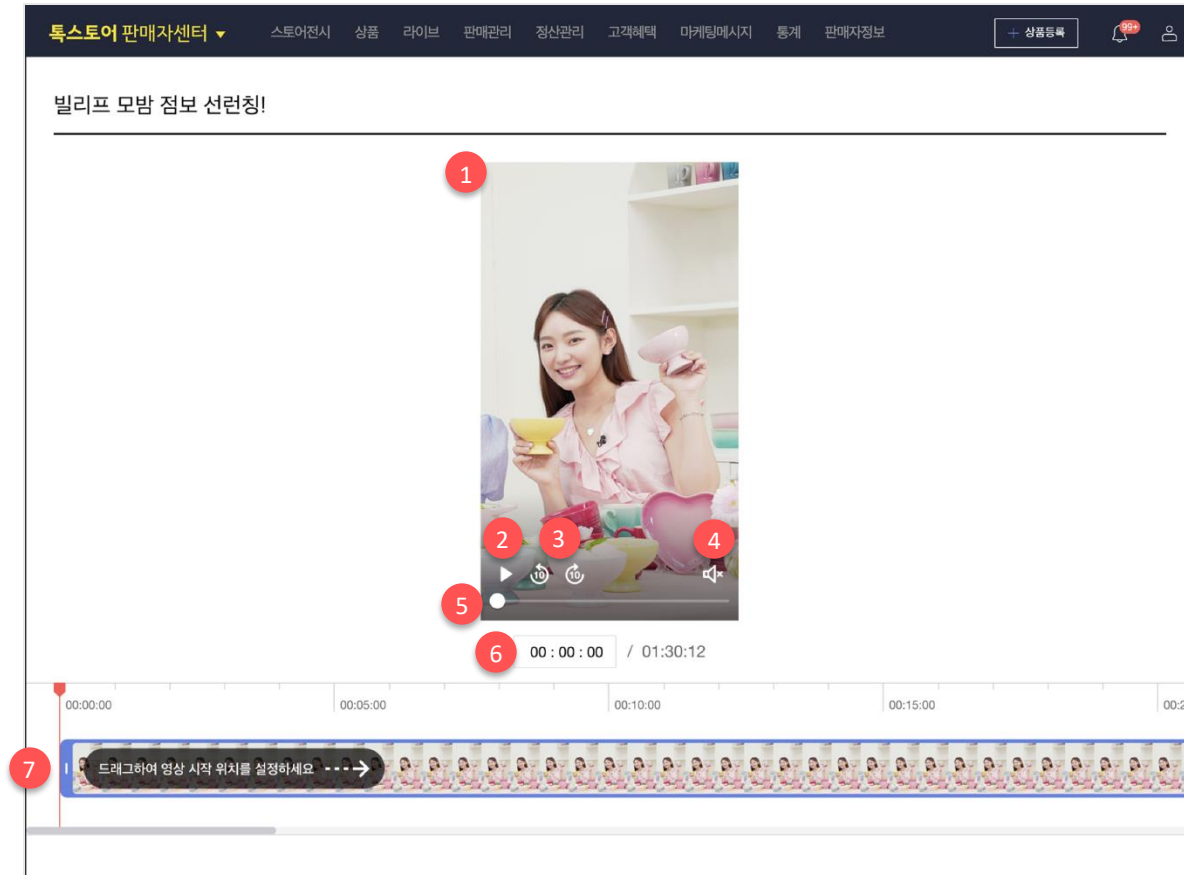 톡스토어 판매자센터 ▼ 스토어전시 상품 라이브 판매관리 정산관리 고객혜택 마케팅메시지 통계 판매자정보 + 상품등록 99+
빌리프 모밤 점보 선런칭!
1
2 3 4
10 10
5
6 00 : 00 : 00 / 01:30:12
00:00:00 00:05:00 00:10:00 00:15:00 00:2
7 드래그하여 영상 시작 위치를 설정하세요